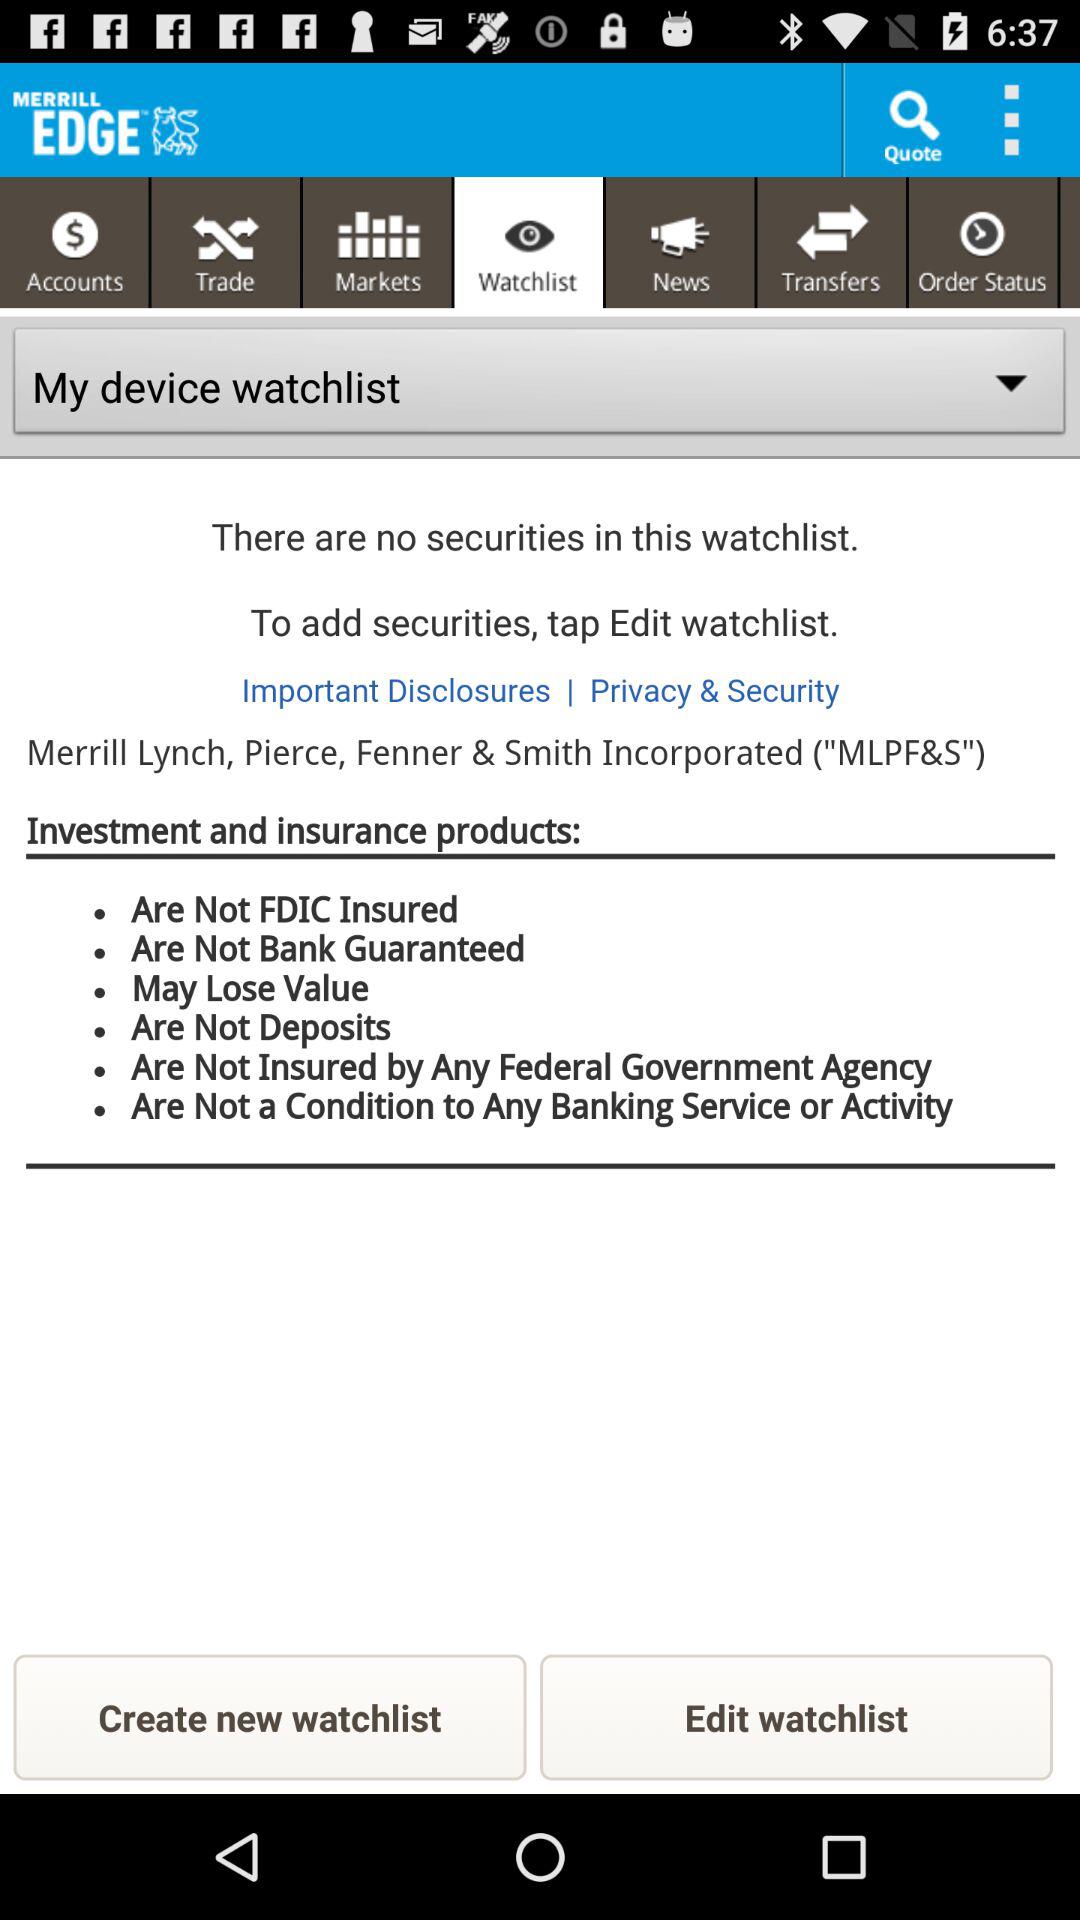 FAKE
6:37
MERRILL
EDGE™
Quote
Accounts
Trade
Markets
Watchlist
News
Transfers
Order Status
My device watchlist
There are no securities in this watchlist.
To add securities, tap Edit watchlist.
Important Disclosures | Privacy & Security
Merrill Lynch, Pierce, Fenner & Smith Incorporated ("MLPF&S")
Investment and insurance products:
• Are Not FDIC Insured
• Are Not Bank Guaranteed
• May Lose Value
• Are Not Deposits
• Are Not Insured by Any Federal Government Agency
• Are Not a Condition to Any Banking Service or Activity
Create new watchlist
Edit watchlist